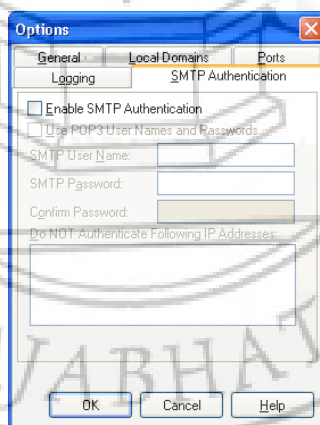 Options
General Local Domains Ports
Logging SMTP Authentication
Enable SMTP Authentication
Use POP3 User Names and Passwords
SMTP User Name:
SMTP Password:
Confirm Password:
Do NOT Authenticate Following IP Addresses:
UJABHAT
OK Cancel Help